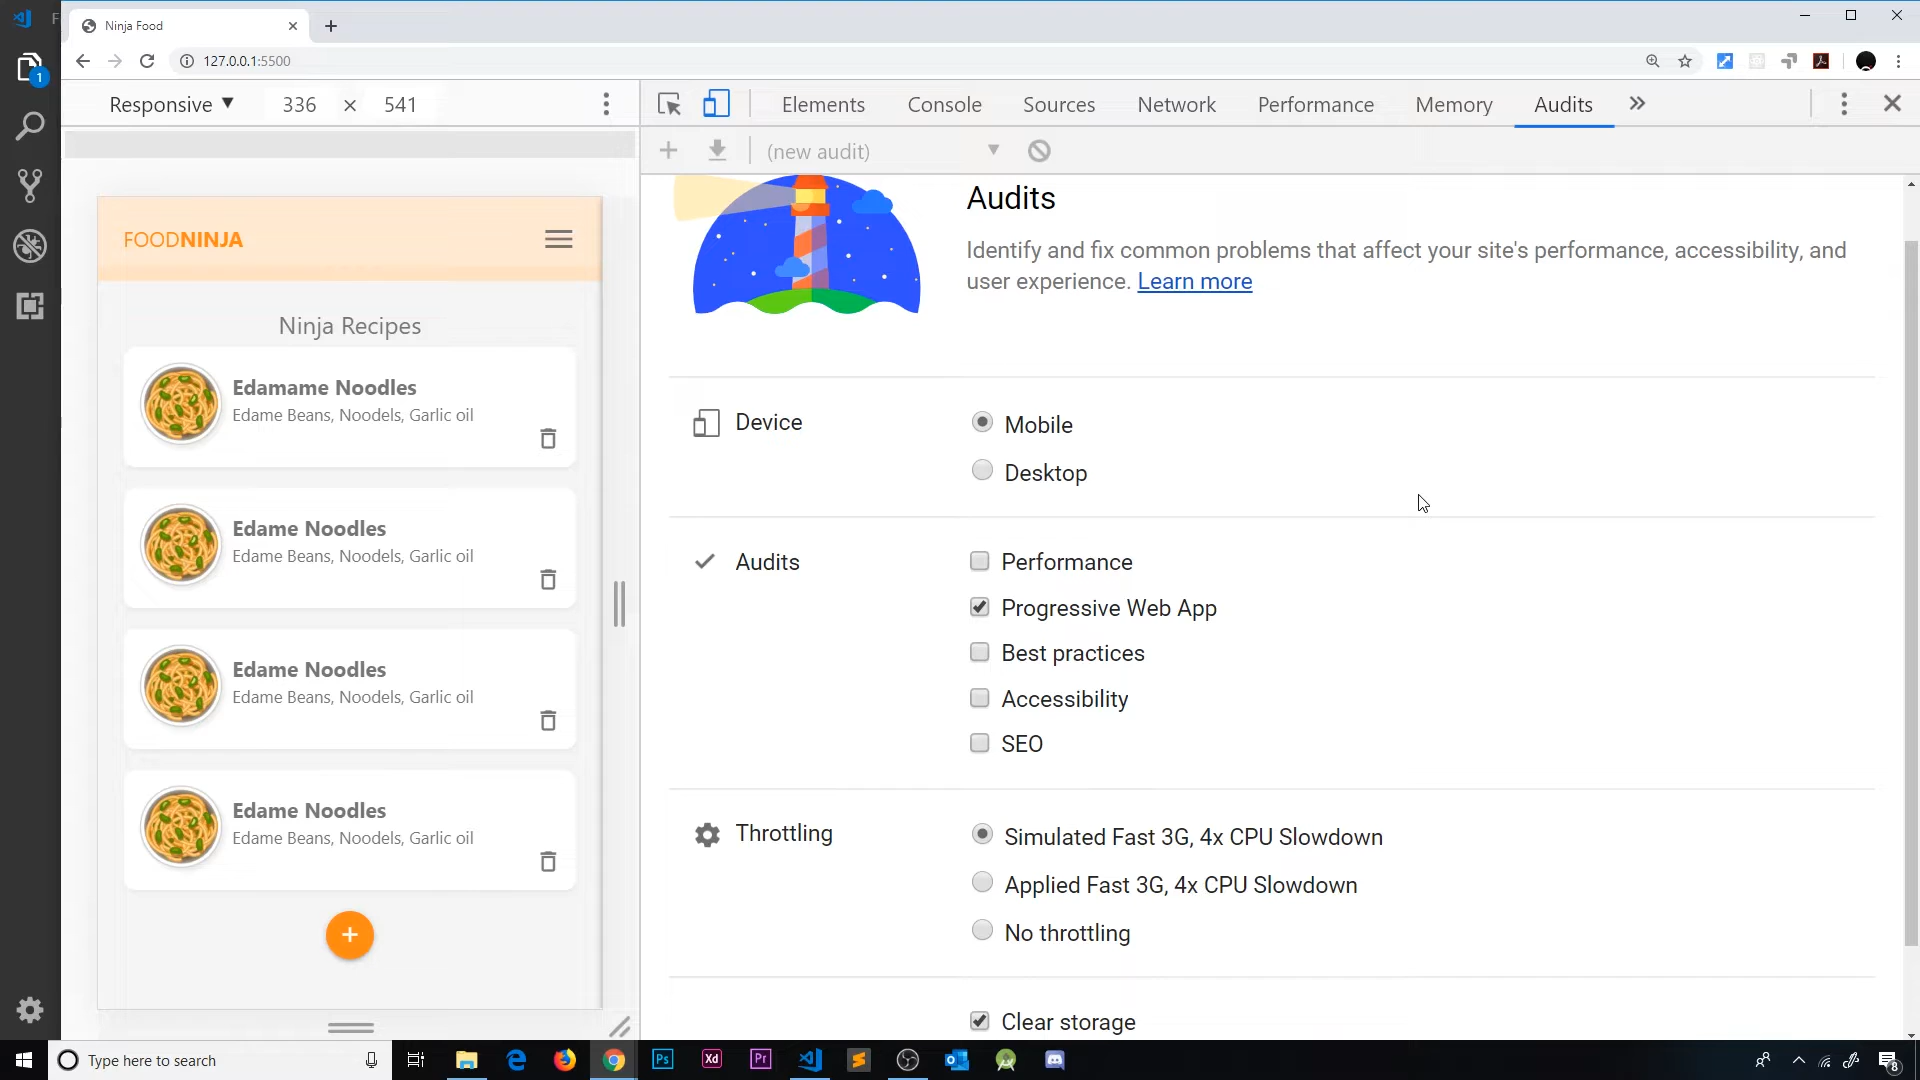 Ninja Food
127.0.0.1:5500
1
Responsive ▼ 336 × 541
Elements Console Sources Network Performance Memory Audits »
(new audit)
FOODNINJA
Ninja Recipes
Edamame Noodles
Edame Beans, Noodels, Garlic oil
Edame Noodles
Edame Beans, Noodels, Garlic oil
Edame Noodles
Edame Beans, Noodels, Garlic oil
Edame Noodles
Edame Beans, Noodels, Garlic oil
+
Audits
Identify and fix common problems that affect your site's performance, accessibility, and
user experience. Learn more
Device
Mobile
Desktop
Audits
Performance
Progressive Web App
Best practices
Accessibility
SEO
Throttling
Simulated Fast 3G, 4x CPU Slowdown
Applied Fast 3G, 4x CPU Slowdown
No throttling
Clear storage
Type here to search
Ps Xd Pr
8